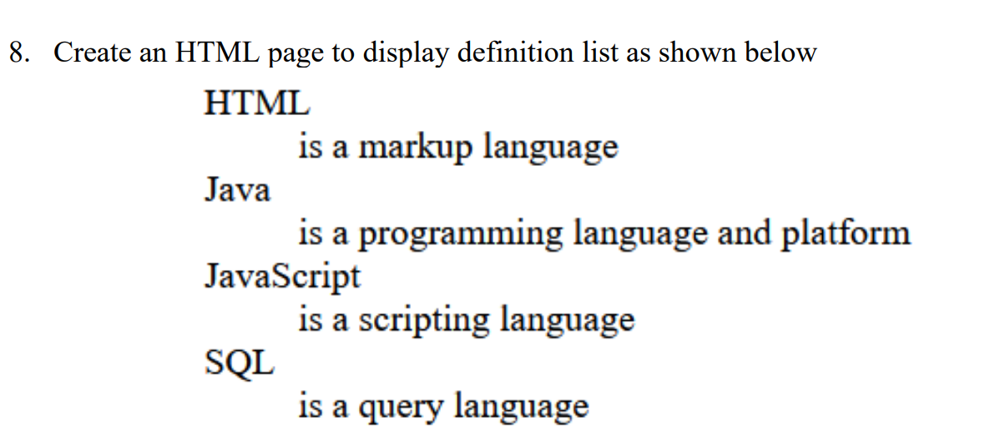 8. Create an HTML page to display definition list as shown below
HTML
is a markup language
Java
is a programming language and platform
JavaScript
is a scripting language
SQL
is a query language